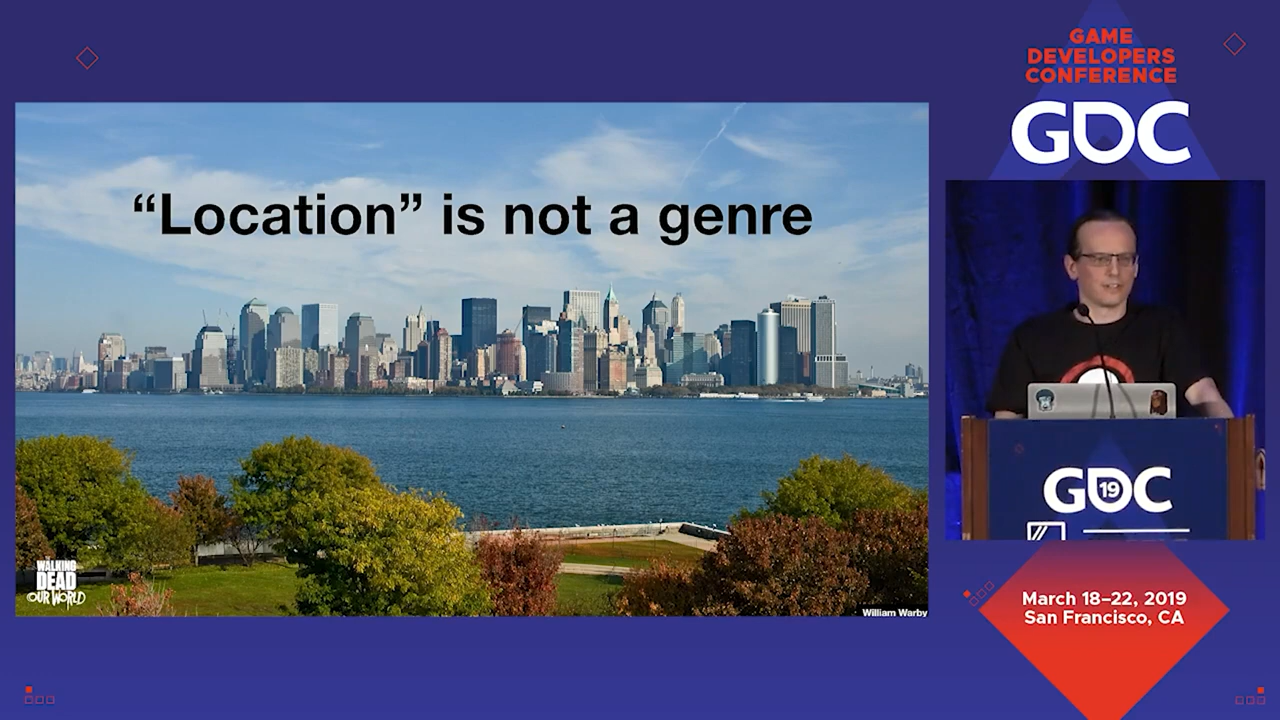 “Location” is not a genre
THE WALKING
DEAD
OUR WORLD
William Warby
GAME
DEVELOPERS
CONFERENCE
GDC
GDC
19
March 18–22, 2019
San Francisco, CA